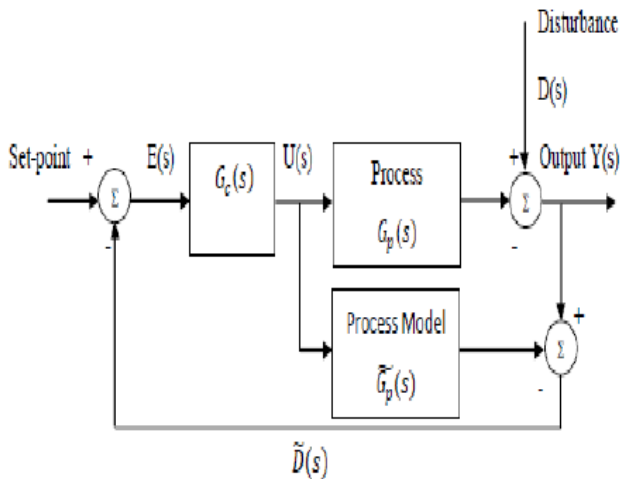 Disturbance
D(s)
Set-point +
E(s)
G_c(s)
U(s)
Process
G_p(s)
+
Output Y(s)
Σ
Σ
-
-
Process Model
G̃_p(s)
+
Σ
-
D̃(s)